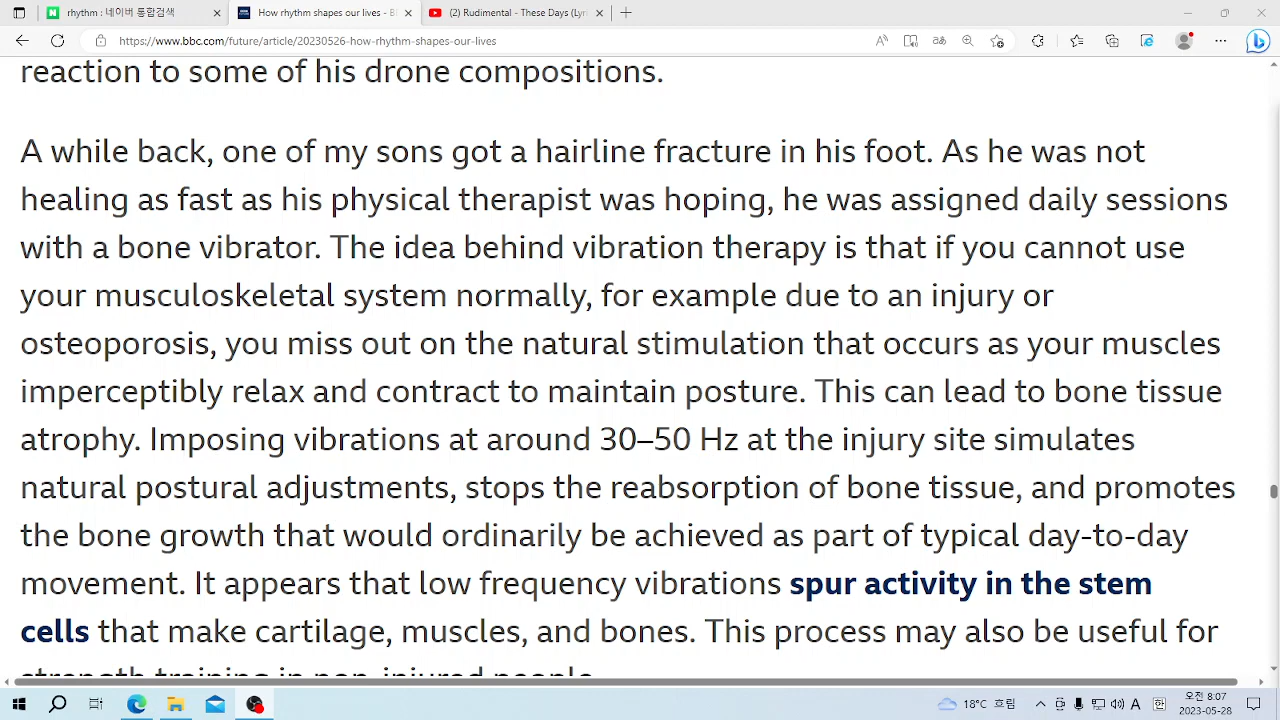 rhythm : 네이버 통합검색
How rhythm shapes our lives - B
(2) Rudimental - These Days (Lyr
https://www.bbc.com/future/article/20230526-how-rhythm-shapes-our-lives
reaction to some of his drone compositions.
A while back, one of my sons got a hairline fracture in his foot. As he was not
healing as fast as his physical therapist was hoping, he was assigned daily sessions
with a bone vibrator. The idea behind vibration therapy is that if you cannot use
your musculoskeletal system normally, for example due to an injury or
osteoporosis, you miss out on the natural stimulation that occurs as your muscles
imperceptibly relax and contract to maintain posture. This can lead to bone tissue
atrophy. Imposing vibrations at around 30–50 Hz at the injury site simulates
natural postural adjustments, stops the reabsorption of bone tissue, and promotes
the bone growth that would ordinarily be achieved as part of typical day-to-day
movement. It appears that low frequency vibrations spur activity in the stem
cells that make cartilage, muscles, and bones. This process may also be useful for
strength training in non-injured people.
18°C 흐림
A
한
오전 8:07
2023-05-28